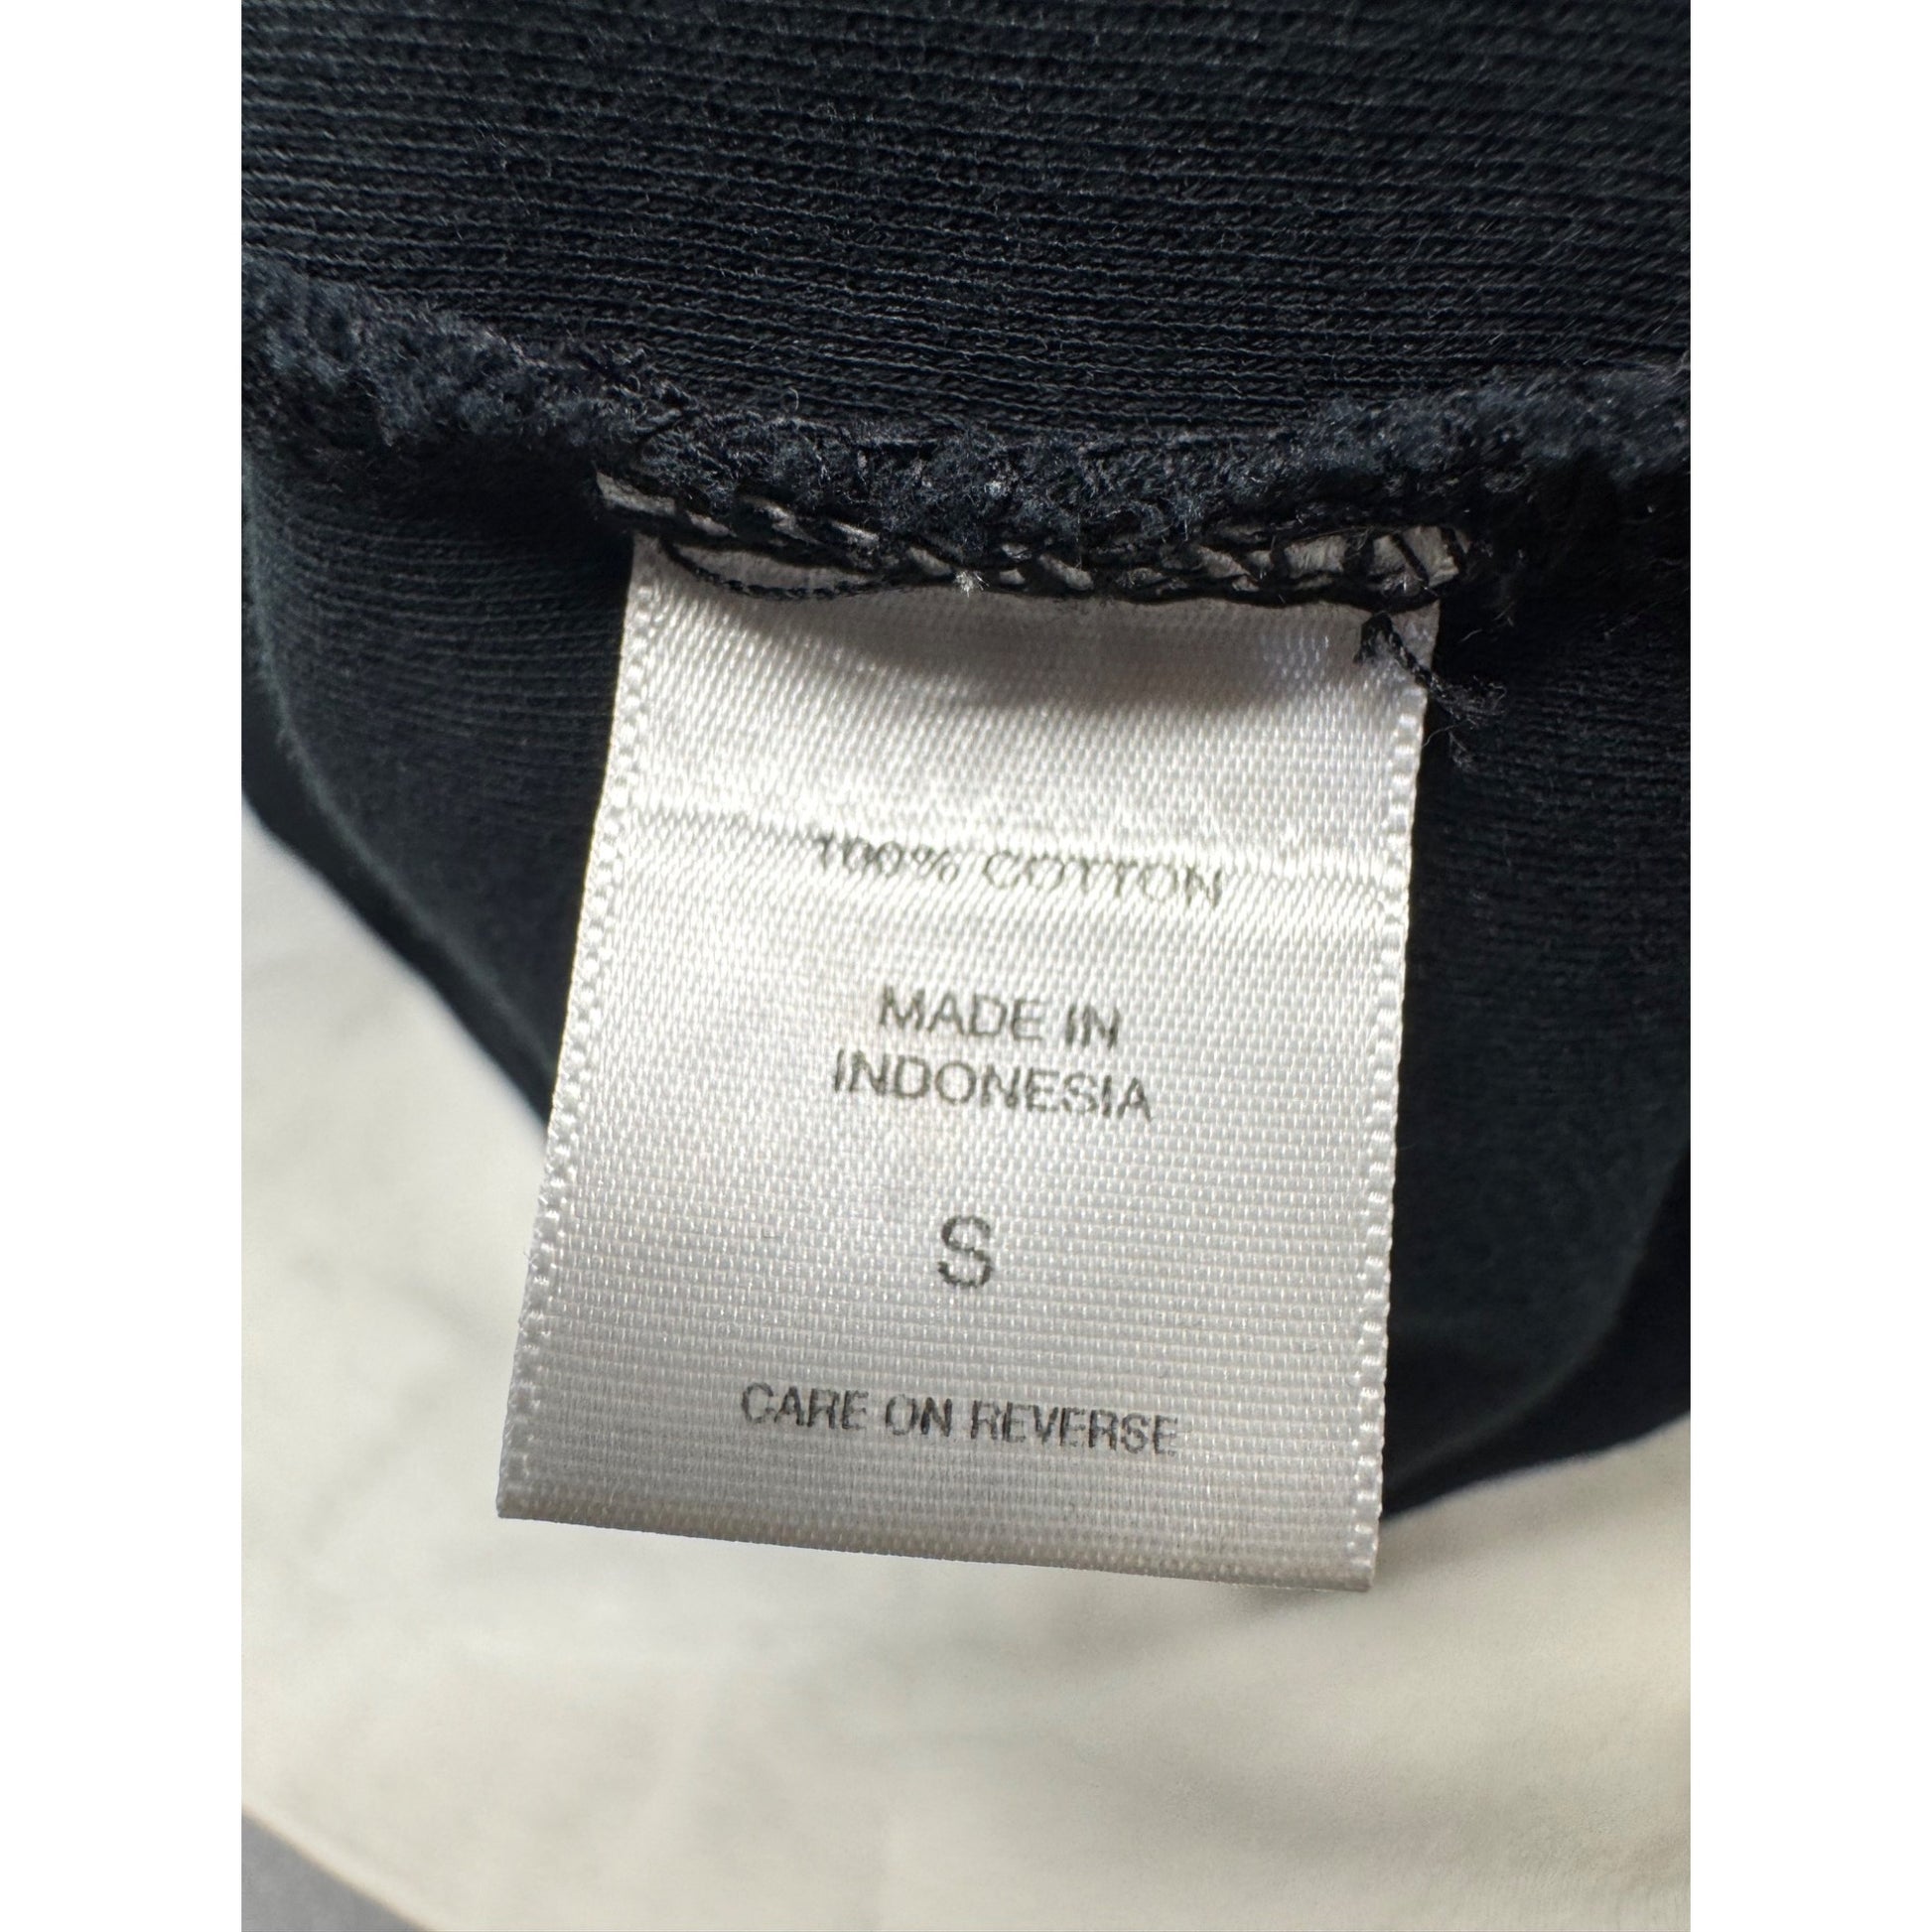 100% COTTON
MADE IN
INDONESIA
S
CARE ON REVERSE